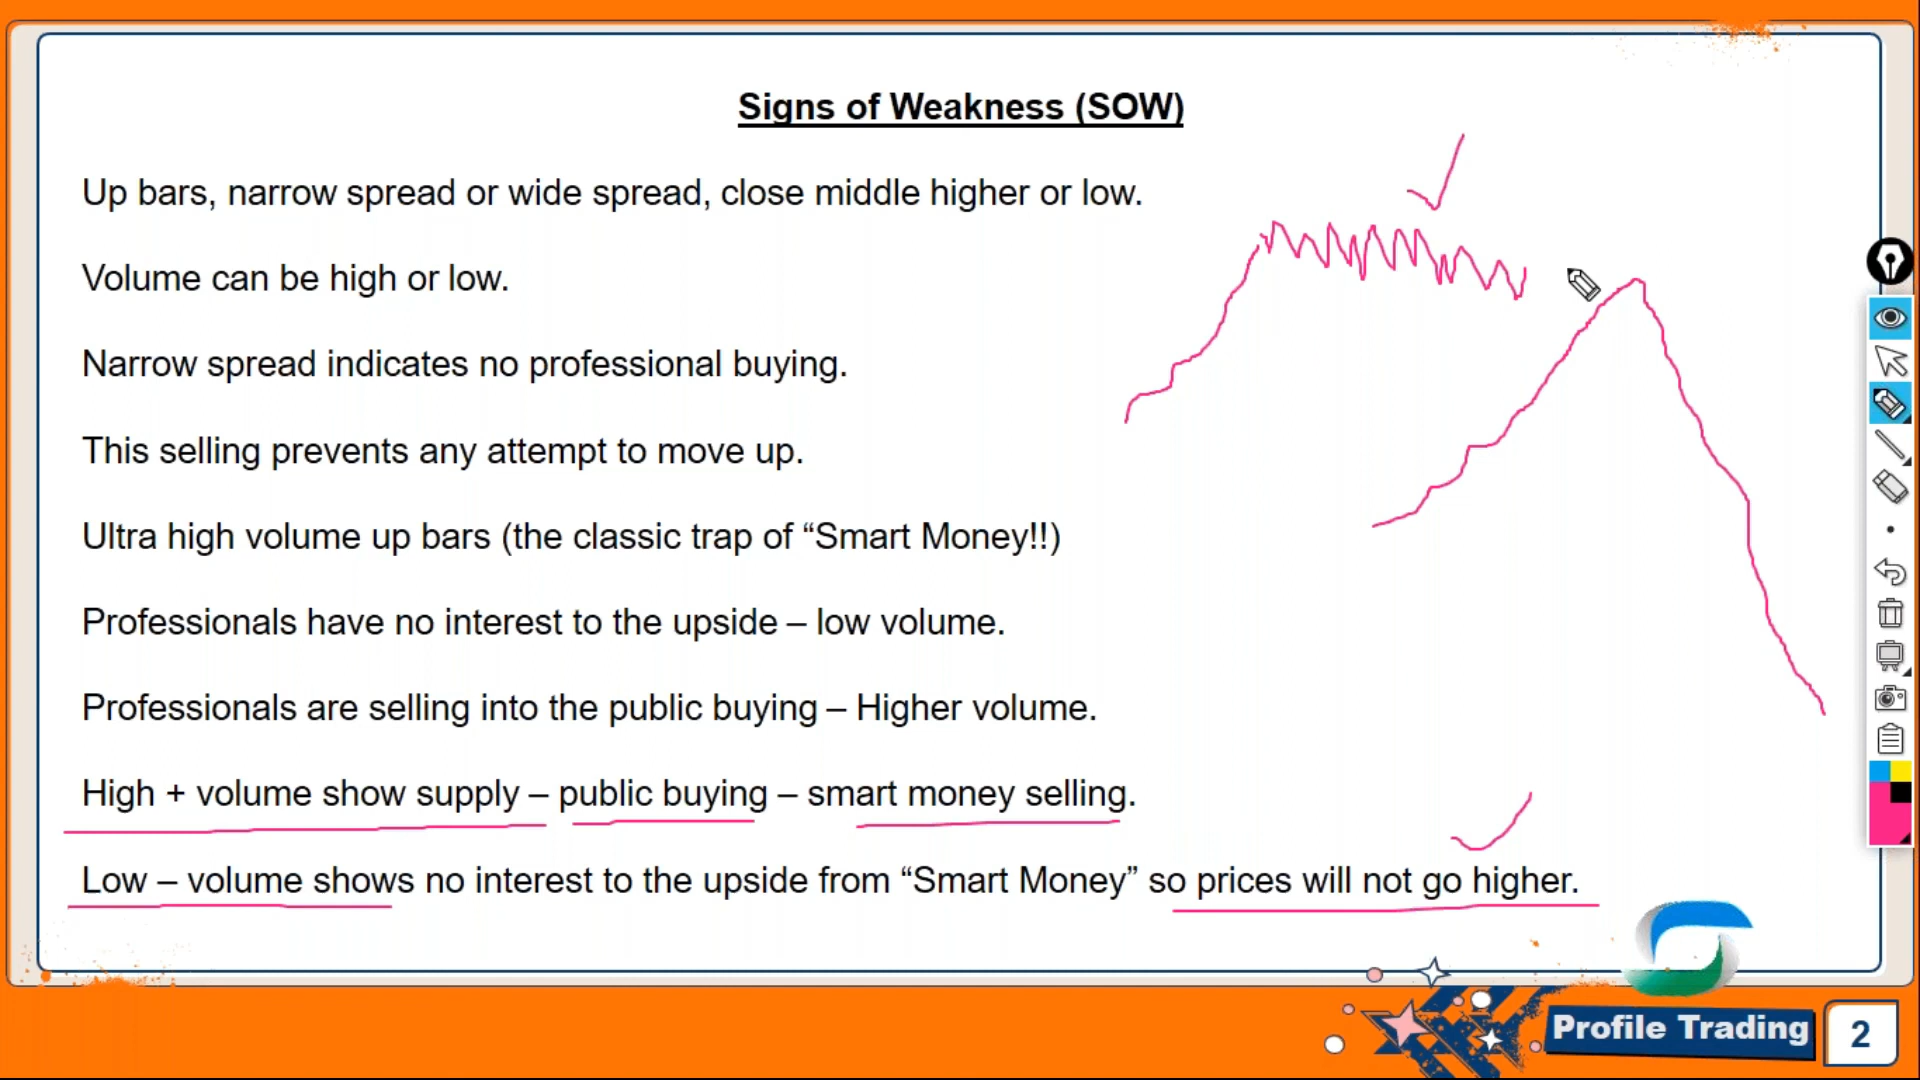 Signs of Weakness (SOW)
Up bars, narrow spread or wide spread, close middle higher or low.
Volume can be high or low.
Narrow spread indicates no professional buying.
This selling prevents any attempt to move up.
Ultra high volume up bars (the classic trap of “Smart Money!!)
Professionals have no interest to the upside – low volume.
Professionals are selling into the public buying – Higher volume.
High + volume show supply – public buying – smart money selling.
Low – volume shows no interest to the upside from “Smart Money” so prices will not go higher.
Profile Trading
2